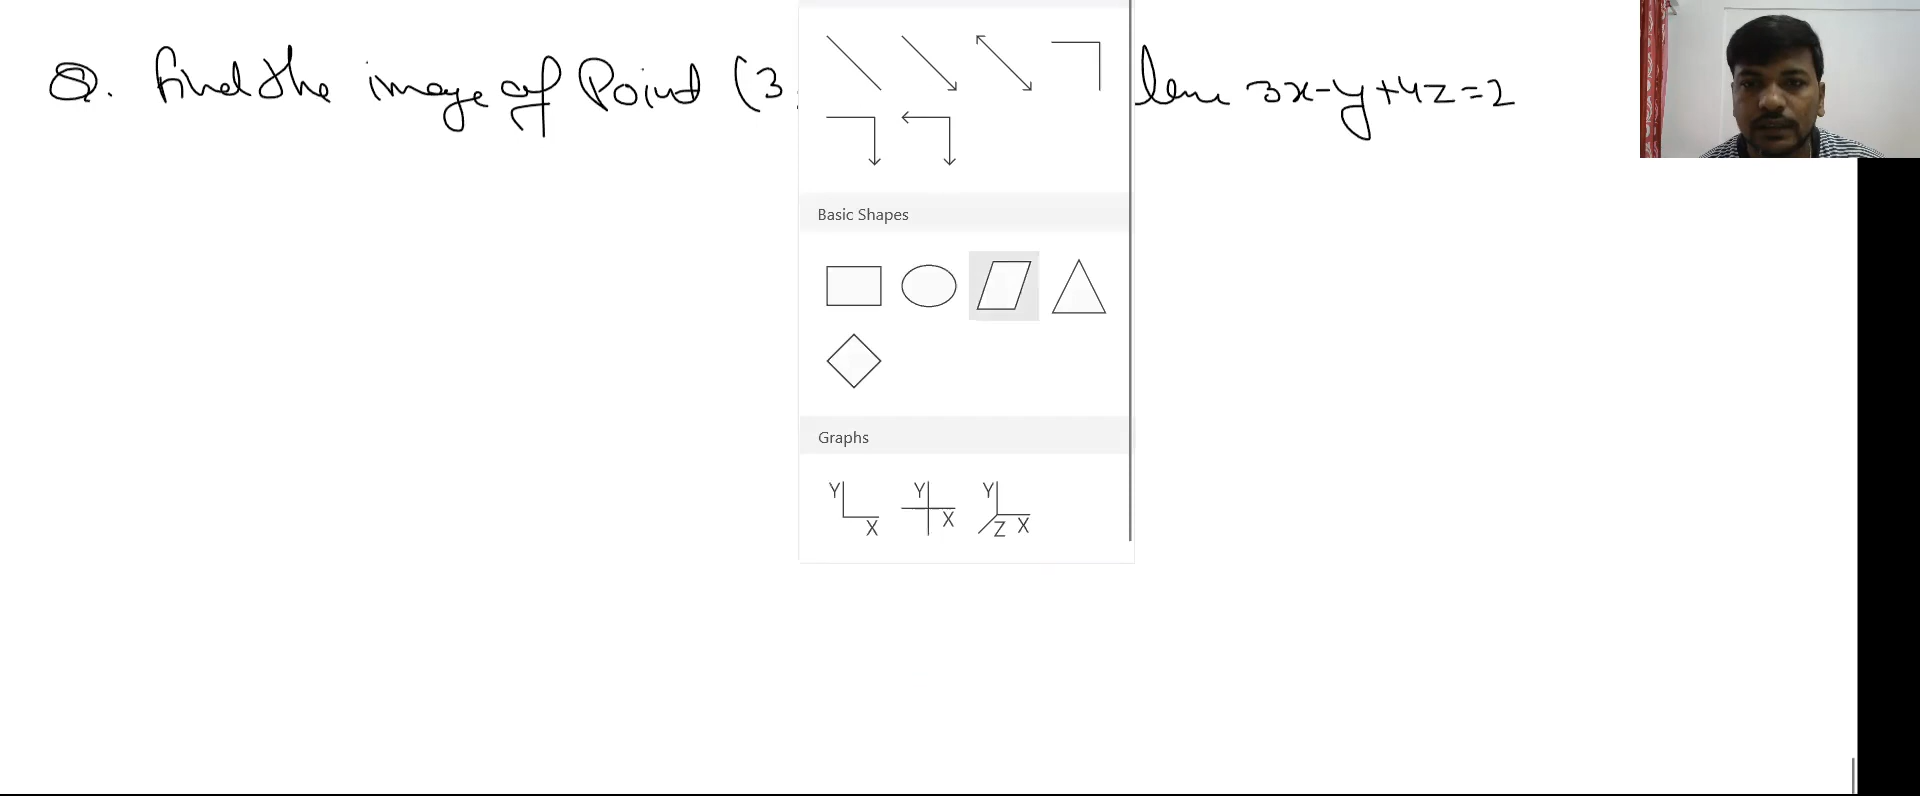 Q. Find the image of Point (3, lane 3x-y+4z=2
Basic Shapes
Graphs
Y Y Y
X X Z X